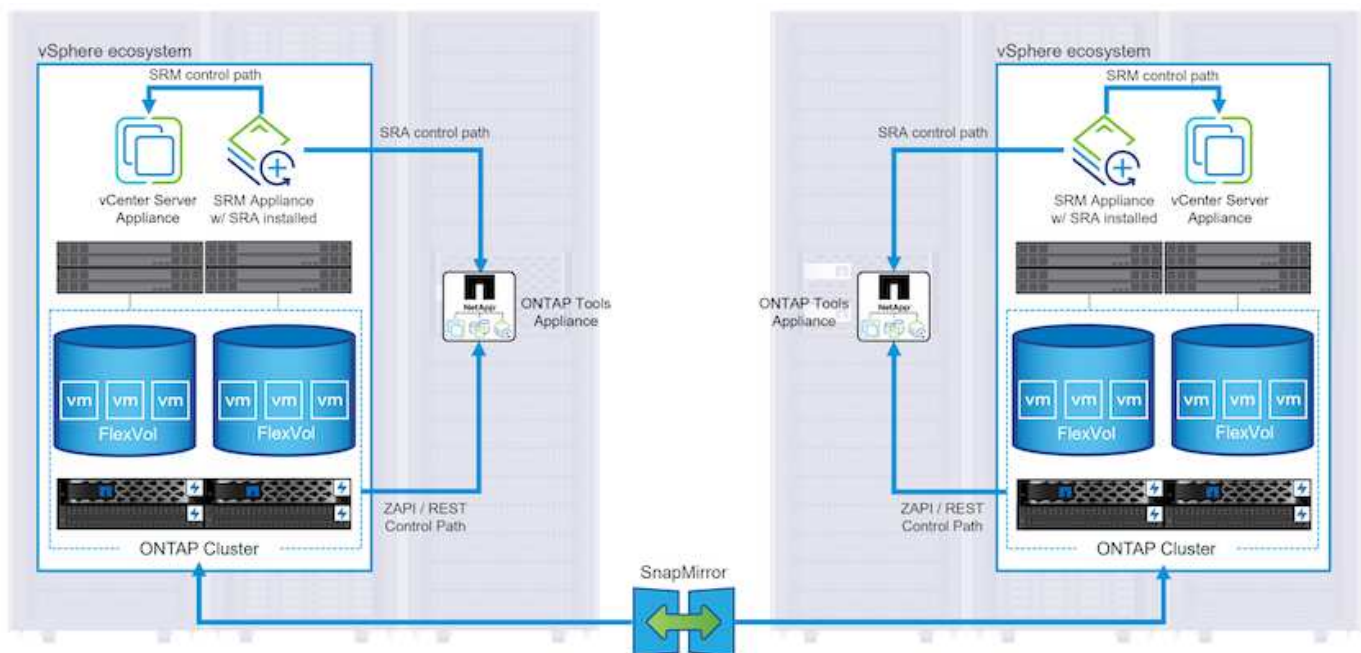 vSphere ecosystem
SRM control path
SRA control path
vCenter Server
Appliance
SRM Appliance
w/ SRA installed
NetApp
ONTAP Tools
Appliance
vm vm vm
FlexVol
vm vm vm
FlexVol
ZAPI / REST
Control Path
ONTAP Cluster
SnapMirror
vSphere ecosystem
SRM control path
SRA control path
SRM Appliance
w/ SRA installed
vCenter Server
Appliance
ONTAP Tools
Appliance
NetApp
vm vm vm
FlexVol
vm vm vm
FlexVol
ZAPI / REST
Control Path
ONTAP Cluster